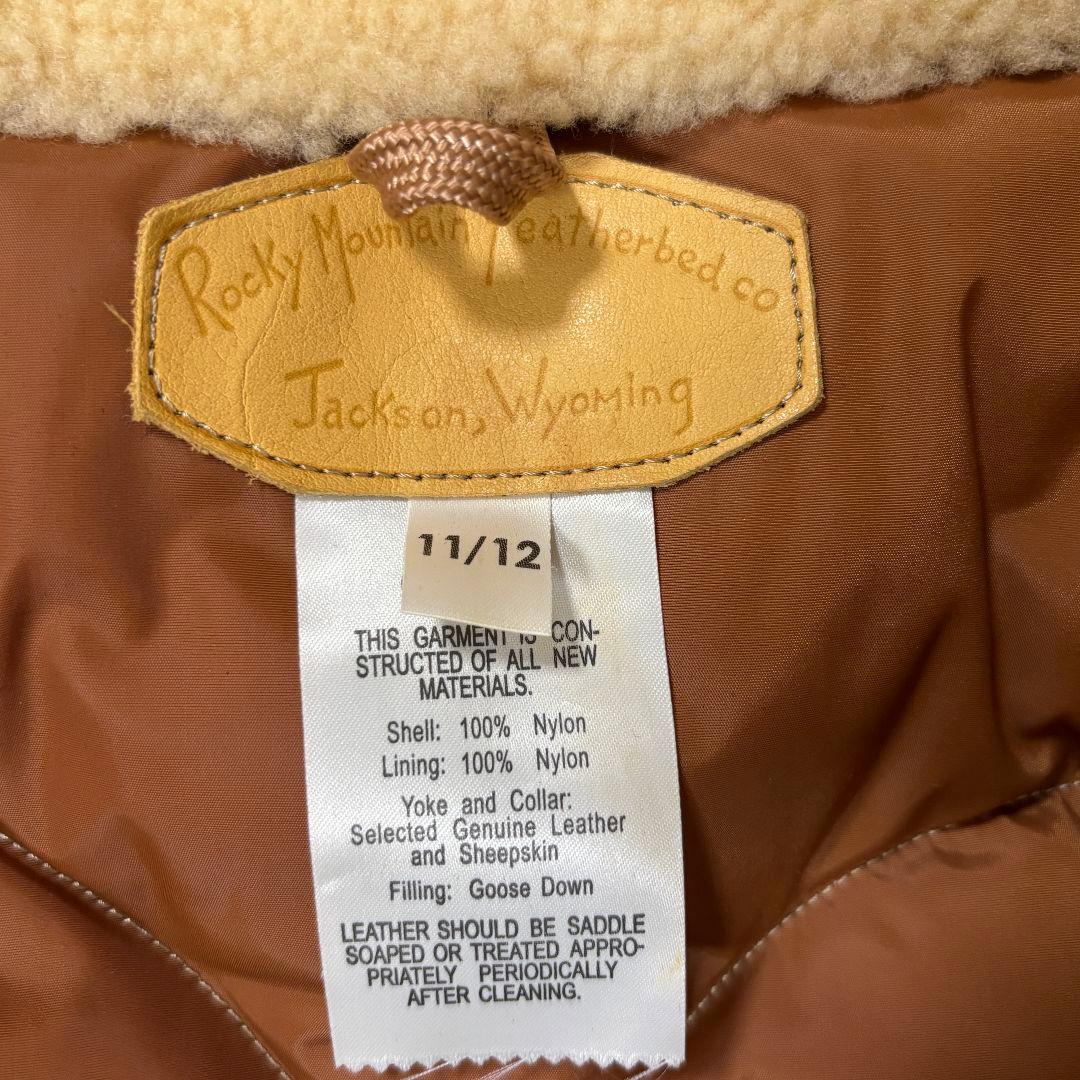 Rocky Mountain Featherbed co
Jackson, Wyoming
11/12
THIS GARMENT IS CON-
STRUCTED OF ALL NEW
MATERIALS.
Shell: 100% Nylon
Lining: 100% Nylon
Yoke and Collar:
Selected Genuine Leather
and Sheepskin
Filling: Goose Down
LEATHER SHOULD BE SADDLE
SOAPED OR TREATED APPRO-
PRIATELY PERIODICALLY
AFTER CLEANING.